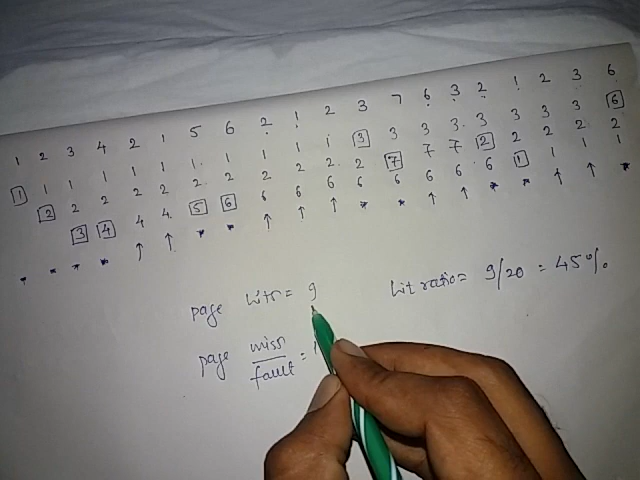 1 2 3 4 2 1 5 6 2 1 2 3 7 6 3 2 1 2 3 6
1 1 1 1 1 1 1 1 1 1 1 3 3 3 3 3 3 3 3 6
2 2 2 2 2 2 2 2 2 2 2 7 7 7 2 2 2 2 2
3 4 4 4 5 6 6 6 6 6 6 6 6 6 1 1 1 1
* * * * ↑ ↑ * * ↑ ↑ ↑ * * ↑ ↑ * * ↑ ↑ *
page hits = 9
hit ratio = 9/20 = 45%
page miss/fault = 1